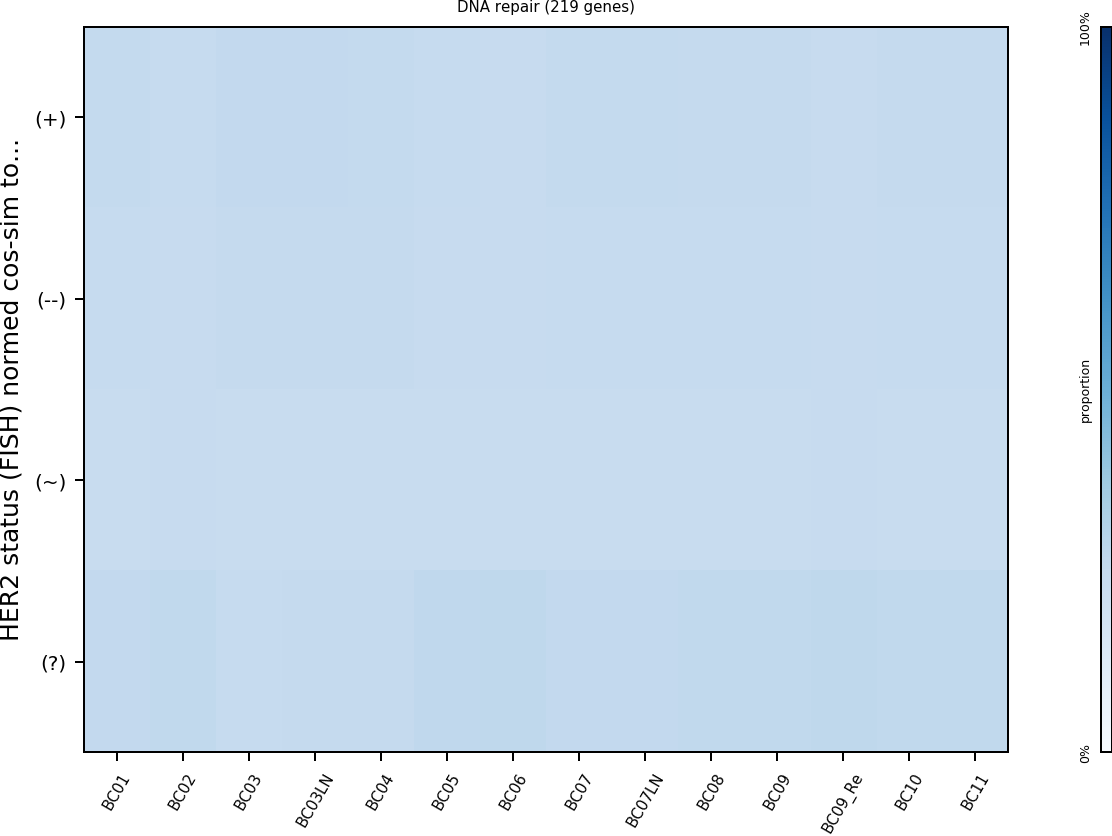 DNA repair (219 genes)
HER2 status (FISH) normed cos-sim to...
(+)
(--)
(~)
(?)
BC01
BC02
BC03
BC03LN
BC04
BC05
BC06
BC07
BC07LN
BC08
BC09
BC09_Re
BC10
BC11
100%
proportion
0%